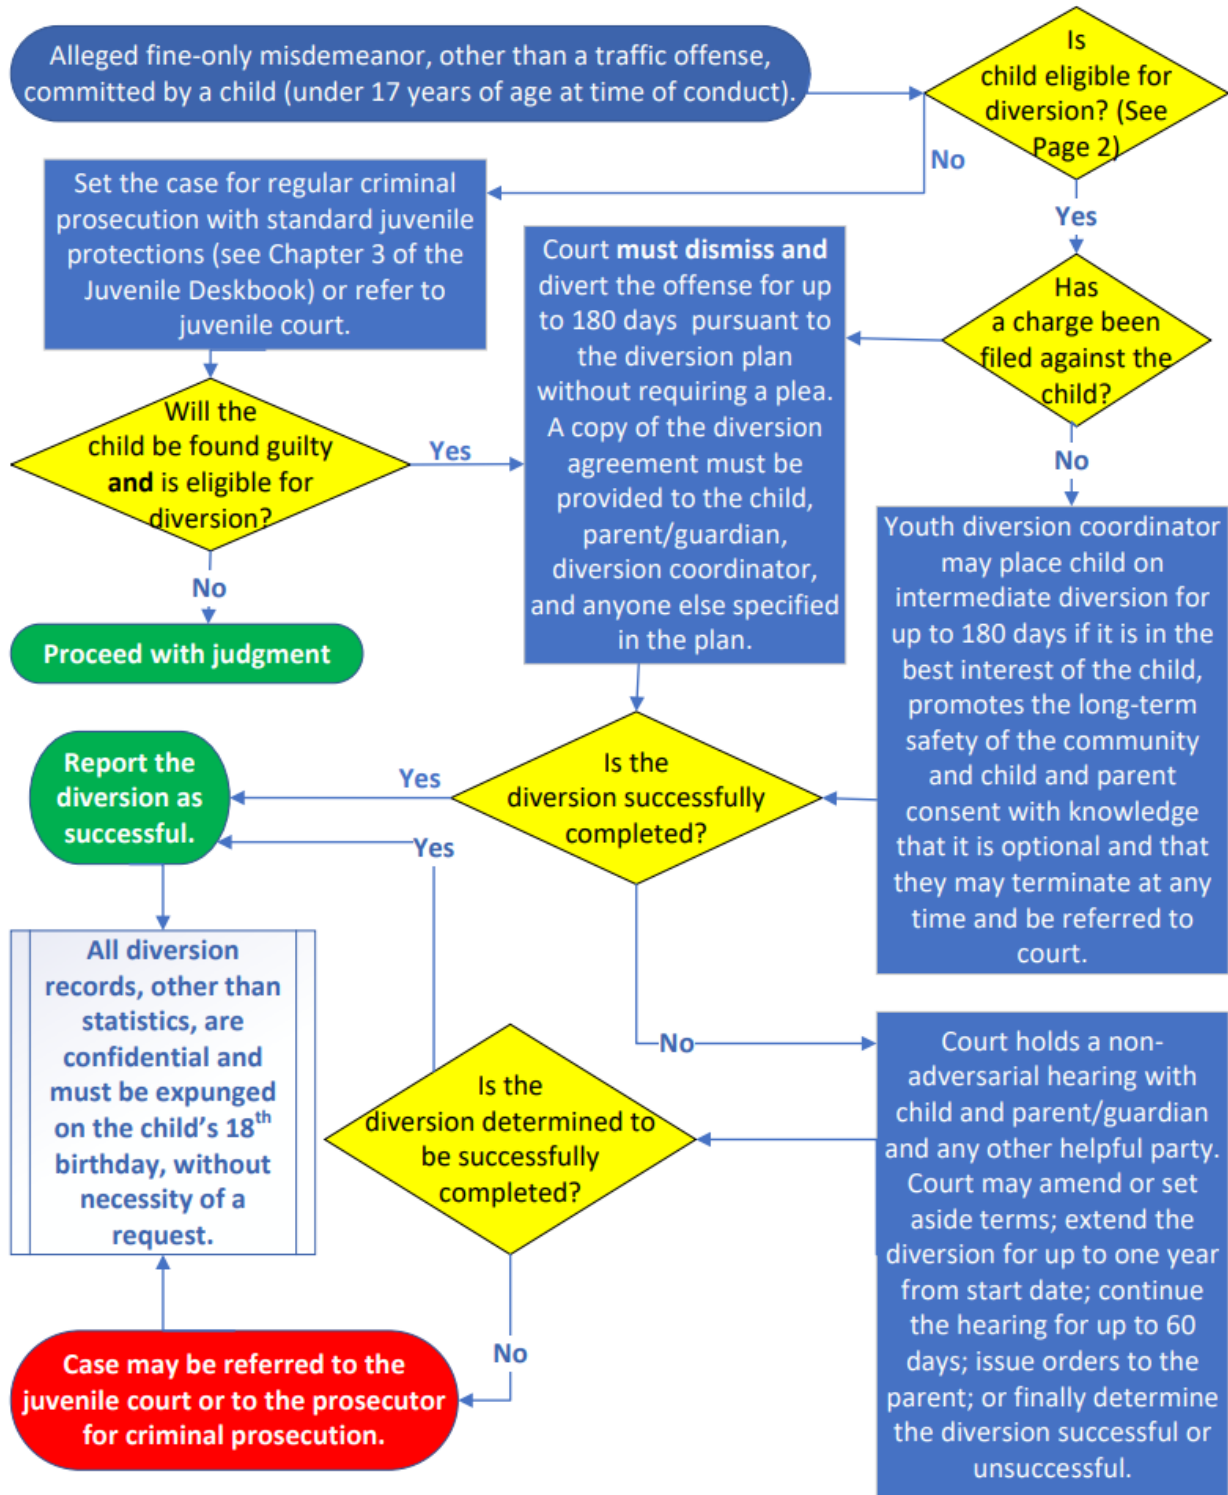 Alleged fine-only misdemeanor, other than a traffic offense,
committed by a child (under 17 years of age at time of conduct).
Is
child eligible for
diversion? (See
Page 2)
No
Yes
Set the case for regular criminal
prosecution with standard juvenile
protections (see Chapter 3 of the
Juvenile Deskbook) or refer to
juvenile court.
Has
a charge been
filed against the
child?
No
Court must dismiss and
divert the offense for up
to 180 days pursuant to
the diversion plan
without requiring a plea.
A copy of the diversion
agreement must be
provided to the child,
parent/guardian,
diversion coordinator,
and anyone else specified
in the plan.
Will the
child be found guilty
and is eligible for
diversion?
Yes
No
Proceed with judgment
Youth diversion coordinator
may place child on
intermediate diversion for
up to 180 days if it is in the
best interest of the child,
promotes the long-term
safety of the community
and child and parent
consent with knowledge
that it is optional and that
they may terminate at any
time and be referred to
court.
Is the
diversion successfully
completed?
Yes
Report the
diversion as
successful.
Yes
No
All diversion
records, other than
statistics, are
confidential and
must be expunged
on the child's 18th
birthday, without
necessity of a
request.
Court holds a non-
adversarial hearing with
child and parent/guardian
and any other helpful party.
Court may amend or set
aside terms; extend the
diversion for up to one year
from start date; continue
the hearing for up to 60
days; issue orders to the
parent; or finally determine
the diversion successful or
unsuccessful.
Is the
diversion determined to
be successfully
completed?
No
Case may be referred to the
juvenile court or to the prosecutor
for criminal prosecution.